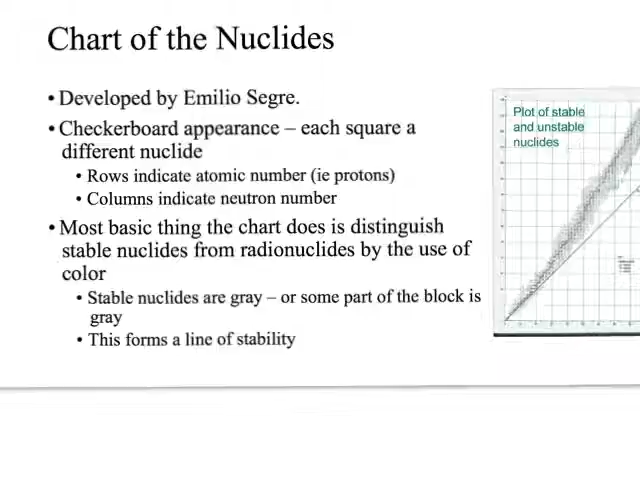 Chart of the Nuclides
• Developed by Emilio Segre.
• Checkerboard appearance – each square a
different nuclide
• Rows indicate atomic number (ie protons)
• Columns indicate neutron number
• Most basic thing the chart does is distinguish
stable nuclides from radionuclides by the use of
color
• Stable nuclides are gray – or some part of the block is
gray
• This forms a line of stability
Plot of stable
and unstable
nuclides